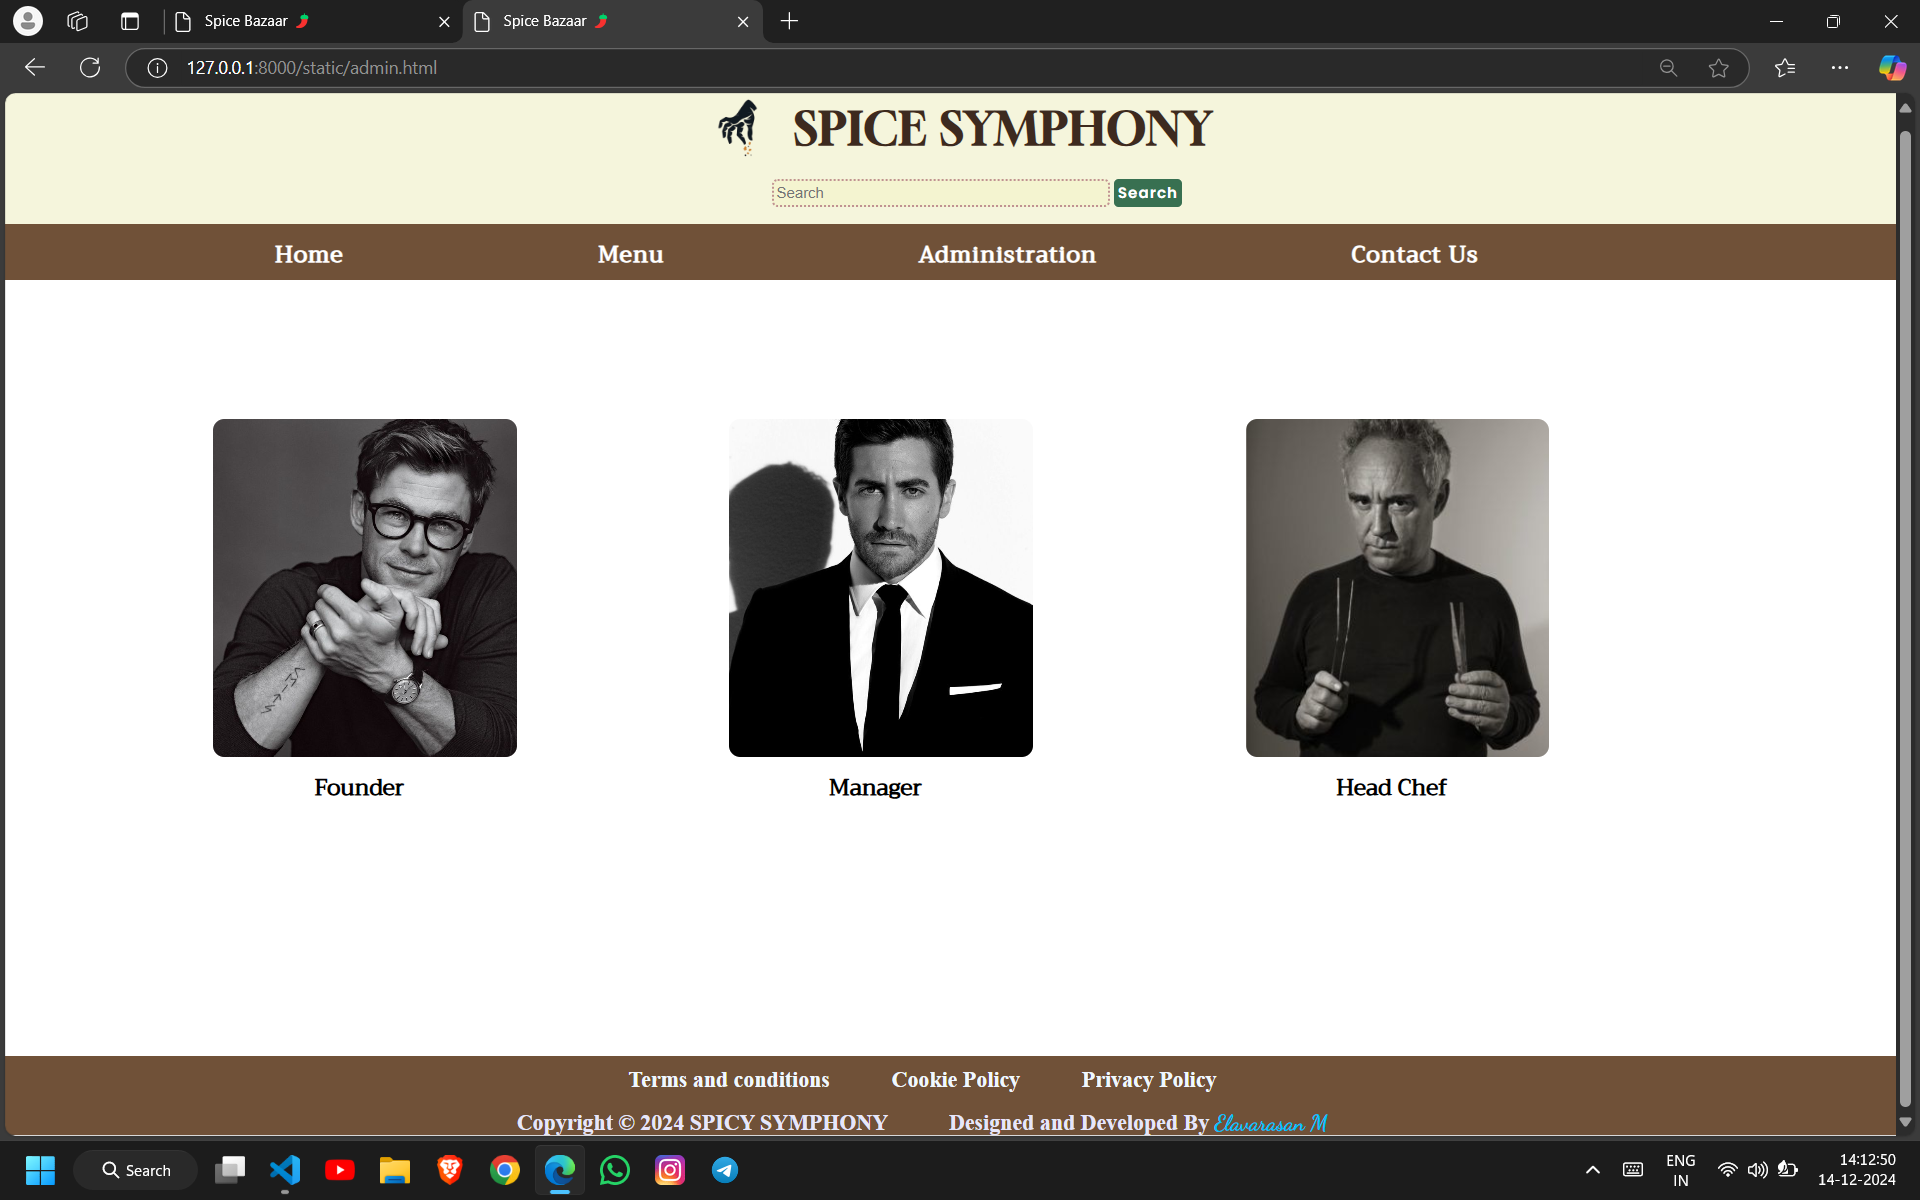 Spice Bazaar
Spice Bazaar
127.0.0.1:8000/static/admin.html
SPICE SYMPHONY
Search
Search
Home
Menu
Administration
Contact Us
Founder
Manager
Head Chef
Terms and conditions
Cookie Policy
Privacy Policy
Copyright © 2024 SPICY SYMPHONY
Designed and Developed By Elavarasan M
Search
ENG
IN
14:12:50
14-12-2024